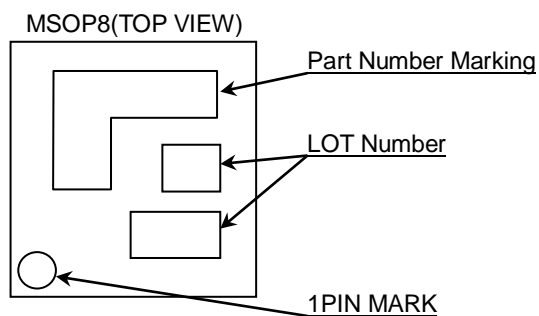 MSOP8(TOP VIEW)
Part Number Marking
LOT Number
1PIN MARK